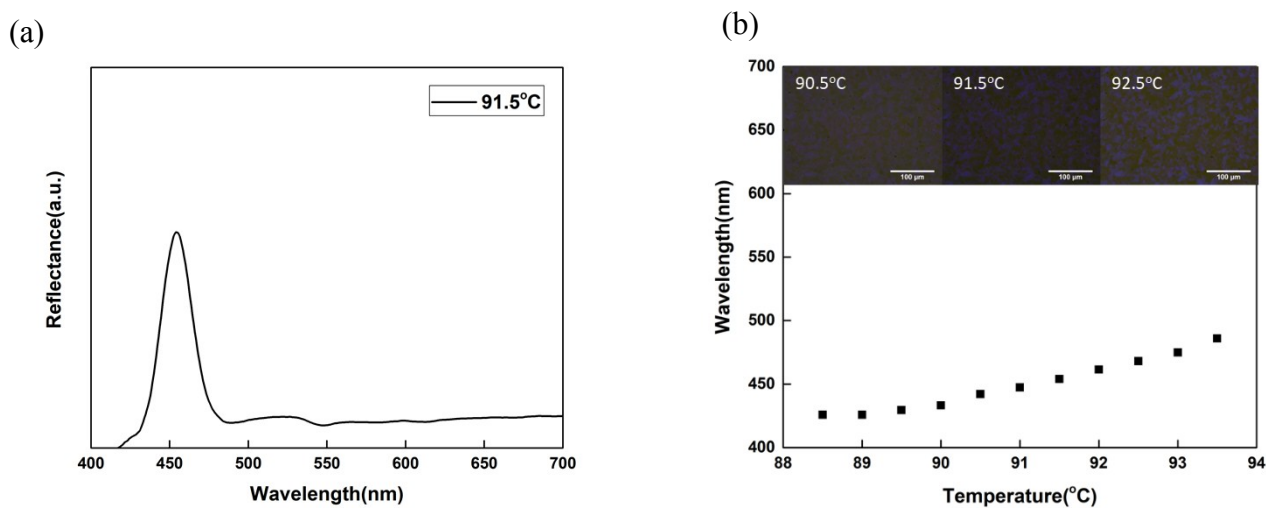 (a)
91.5°C
Reflectance(a.u.)
400 450 500 550 600 650 700
Wavelength(nm)
(b)
700
650
600
550
500
450
400
90.5°C 91.5°C 92.5°C
100 μm 100 μm 100 μm
Wavelength(nm)
88 89 90 91 92 93 94
Temperature(°C)